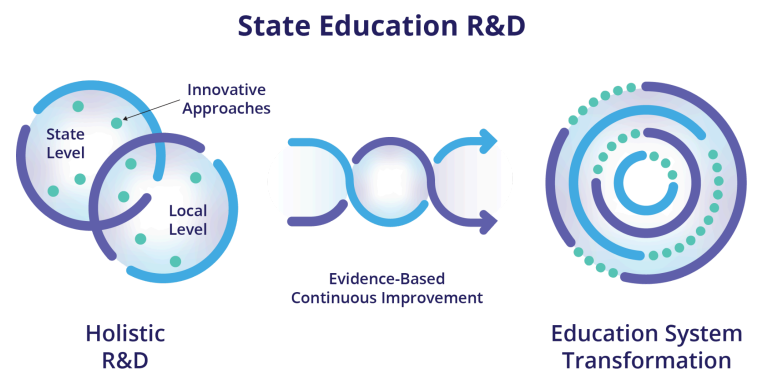 State Education R&D
Innovative
Approaches
State
Level
Local
Level
Evidence-Based
Continuous Improvement
Holistic
R&D
Education System
Transformation